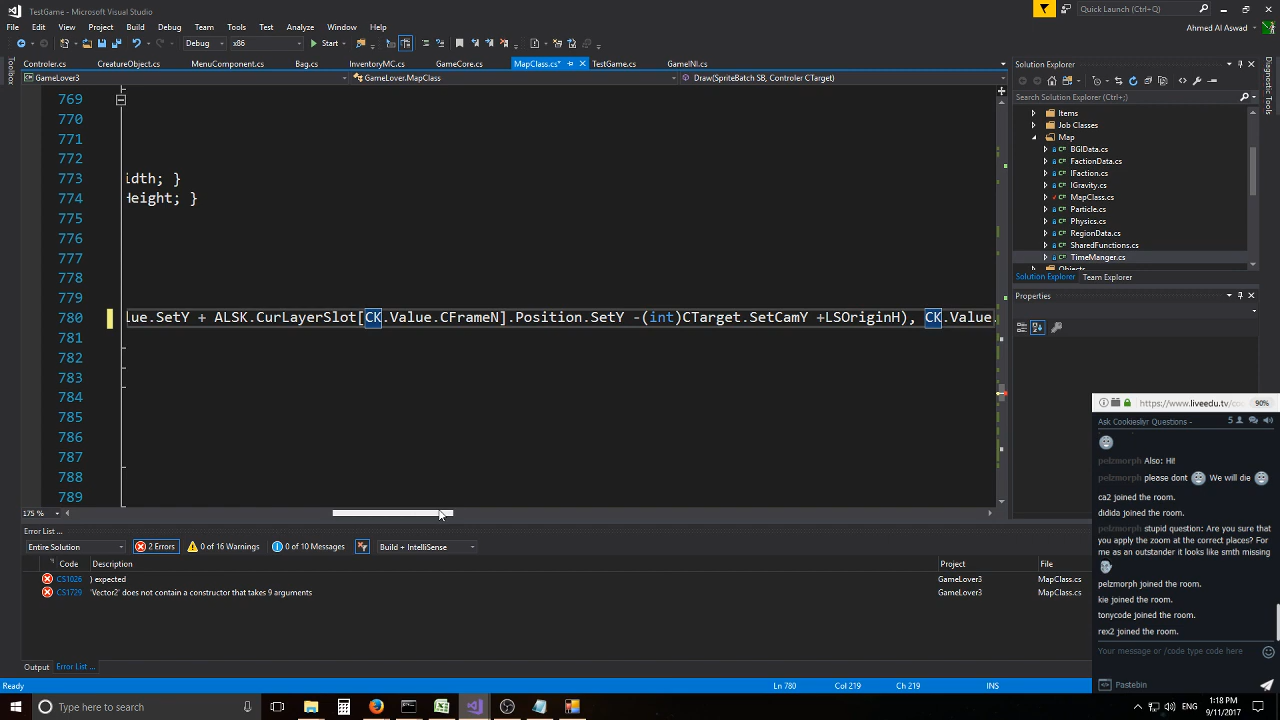 TestGame - Microsoft Visual Studio
Quick Launch (Ctrl+Q)
File Edit View Project Build Debug Team Tools Test Analyze Window Help
Ahmed Al Aswad
Debug x86 Start
Toolbox
Controler.cs CreatureObject.cs MenuComponent.cs Bag.cs InventoryMC.cs GameCore.cs MapClass.cs* TestGame.cs GameINI.cs
GameLover3 GameLover.MapClass Draw(SpriteBatch SB, Controler CTarget)
769
770
771
772
773 idth; }
774 Height; }
775
776
777
778
779
780 lue.SetY + ALSK.CurLayerSlot[CK.Value.CFrameN].Position.SetY -(int)CTarget.SetCamY +LSOriginH), CK.Value.
781
782
783
784
785
786
787
788
789
175 %
Solution Explorer
Search Solution Explorer (Ctrl+;)
Items
Job Classes
Map
BGIData.cs
FactionData.cs
IFaction.cs
IGravity.cs
MapClass.cs
Particle.cs
Physics.cs
RegionData.cs
SharedFunctions.cs
TimeManger.cs
Objects
Solution Explorer Team Explorer
Diagnostic Tools
Properties
Error List ...
Entire Solution 2 Errors 0 of 16 Warnings 0 of 10 Messages Build + IntelliSense
Code Description Project File
CS1026 ) expected GameLover3 MapClass.cs
CS1729 'Vector2' does not contain a constructor that takes 9 arguments GameLover3 MapClass.cs
Output Error List ...
Ready Ln 780 Col 219 Ch 219 INS
https://www.liveedu.tv/co 90%
Ask Cookiesliyr Questions - 5
pelzmorph Also: Hi!
pelzmorph please dont We will die
ca2 joined the room.
didida joined the room.
pelzmorph stupid question: Are you sure that
you apply the zoom at the correct places? For
me as an outstander it looks like smth missing
pelzmorph joined the room.
kie joined the room.
tonycode joined the room.
rex2 joined the room.
Your message or /code type code here
Pastebin
Type here to search
ENG
1:18 PM
9/11/2017